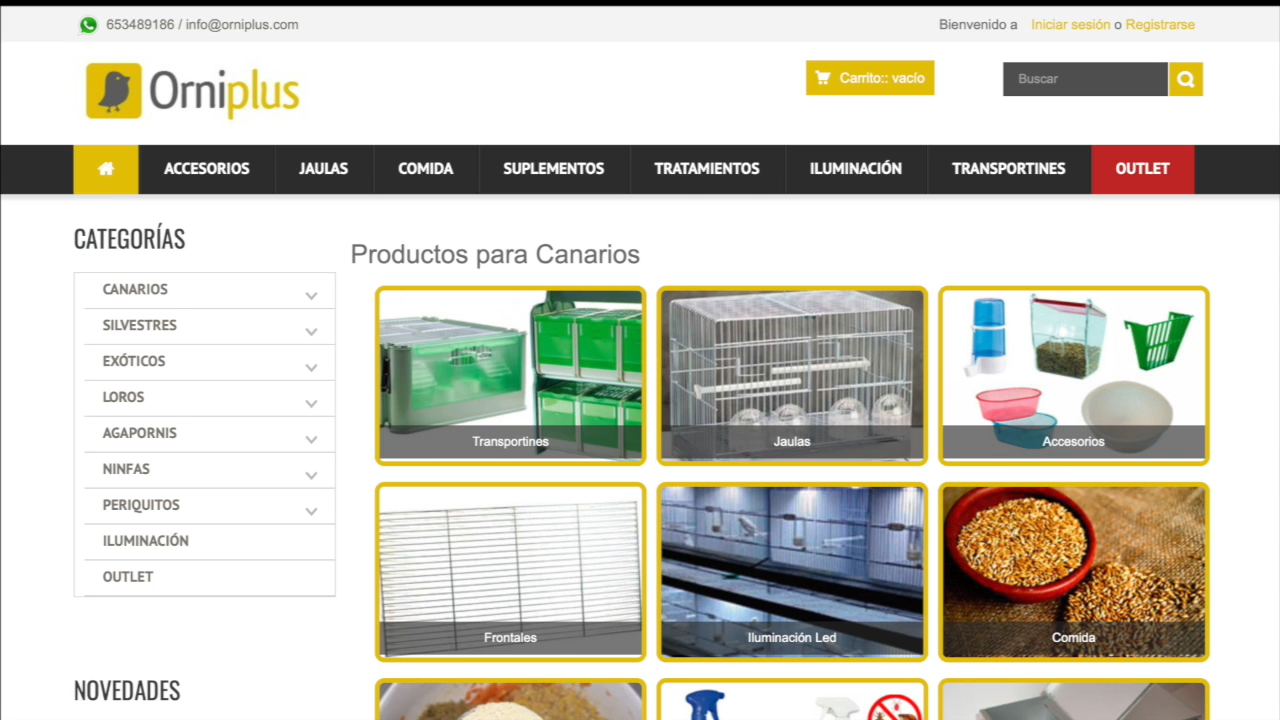 653489186 / info@orniplus.com
Bienvenido a Iniciar sesión o Registrarse
Orniplus
Carrito:: vacío
Buscar
ACCESORIOS JAULAS COMIDA SUPLEMENTOS TRATAMIENTOS ILUMINACIÓN TRANSPORTINES OUTLET
CATEGORÍAS
CANARIOS
SILVESTRES
EXÓTICOS
LOROS
AGAPORNIS
NINFAS
PERIQUITOS
ILUMINACIÓN
OUTLET
NOVEDADES
Productos para Canarios
Transportines
Jaulas
Accesorios
Frontales
Iluminación Led
Comida